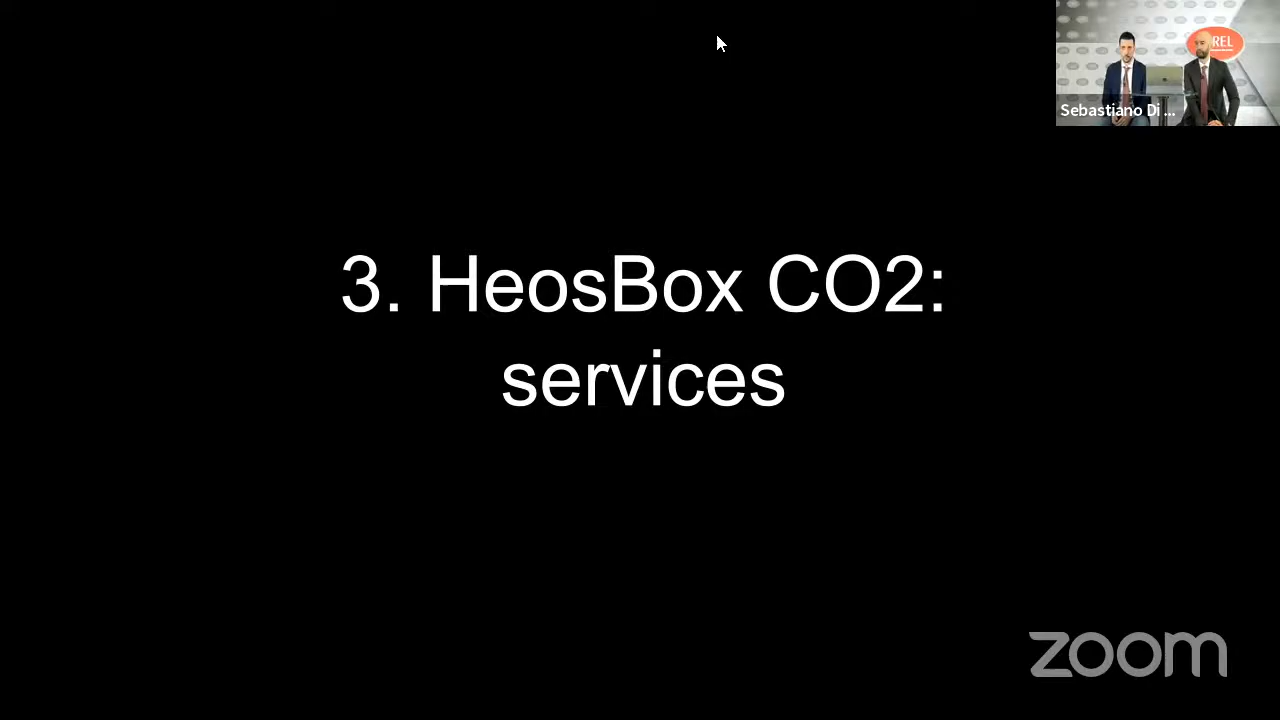 REL
Sebastiano Di ...
3. HeosBox CO2:
services
zoom